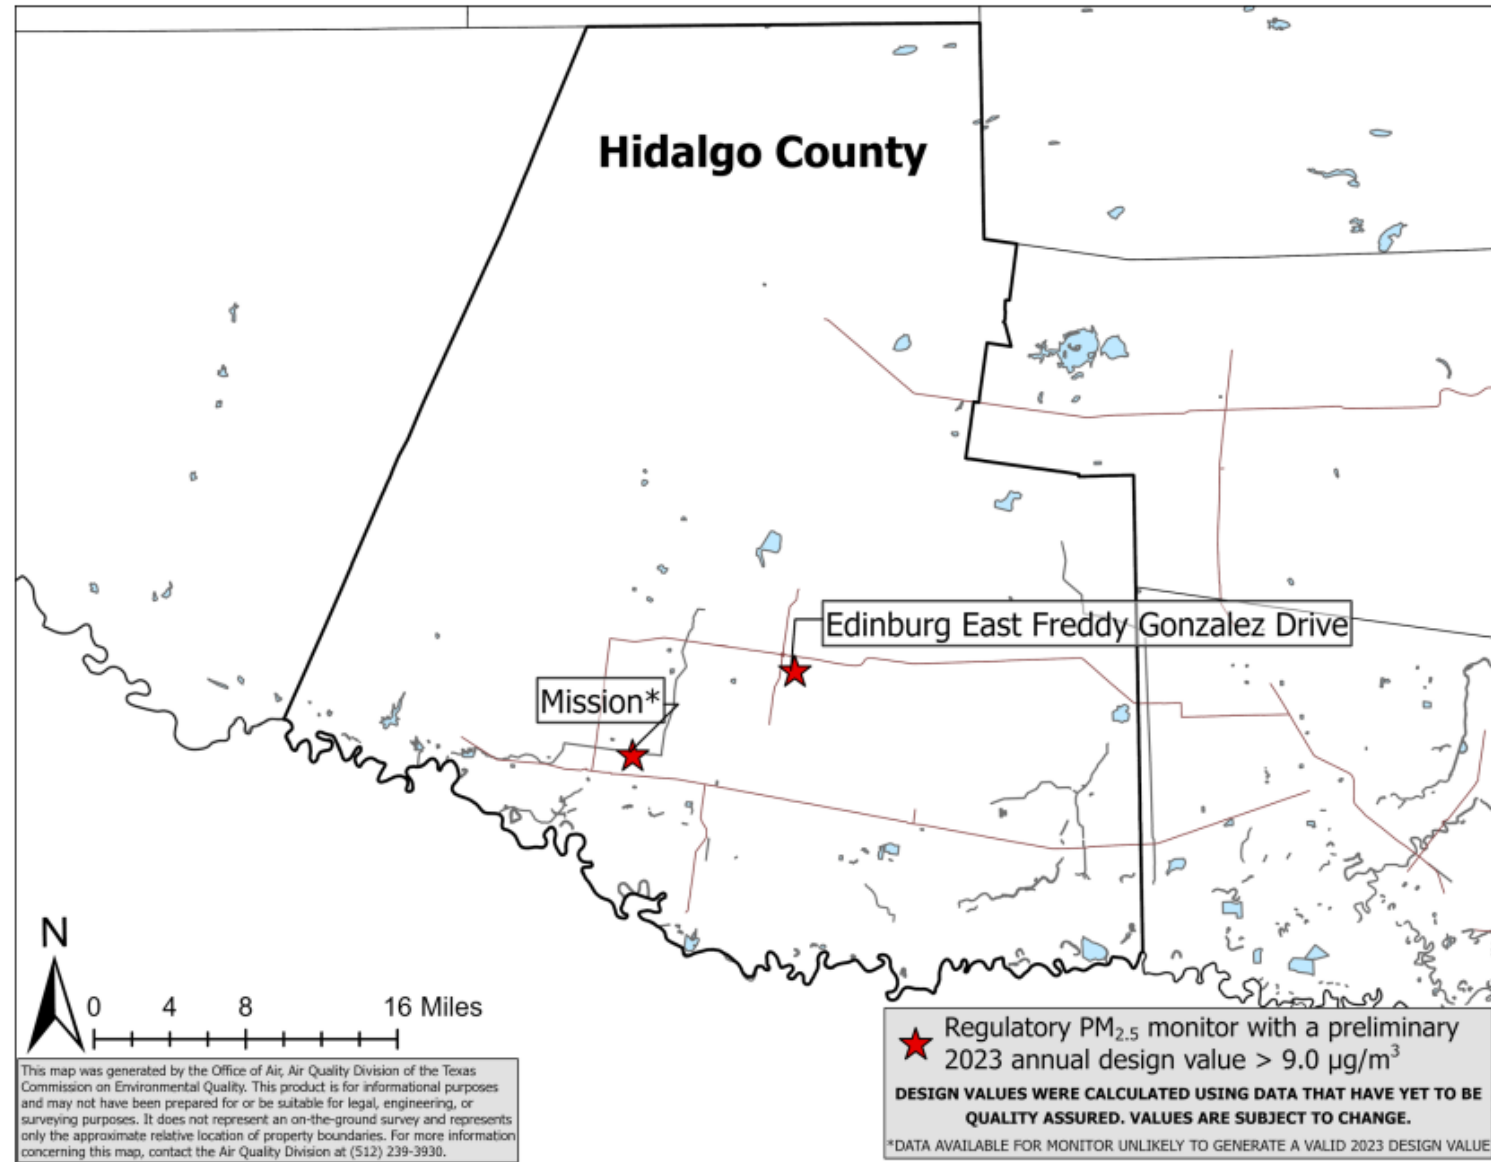 Hidalgo County
Edinburg East Freddy Gonzalez Drive
Mission*
N
0 4 8 16 Miles
This map was generated by the Office of Air, Air Quality Division of the Texas
Commission on Environmental Quality. This product is for informational purposes
and may not have been prepared for or be suitable for legal, engineering, or
surveying purposes. It does not represent an on-the-ground survey and represents
only the approximate relative location of property boundaries. For more information
concerning this map, contact the Air Quality Division at (512) 239-3930.
Regulatory PM2.5 monitor with a preliminary
2023 annual design value > 9.0 µg/m³
DESIGN VALUES WERE CALCULATED USING DATA THAT HAVE YET TO BE
QUALITY ASSURED. VALUES ARE SUBJECT TO CHANGE.
*DATA AVAILABLE FOR MONITOR UNLIKELY TO GENERATE A VALID 2023 DESIGN VALUE